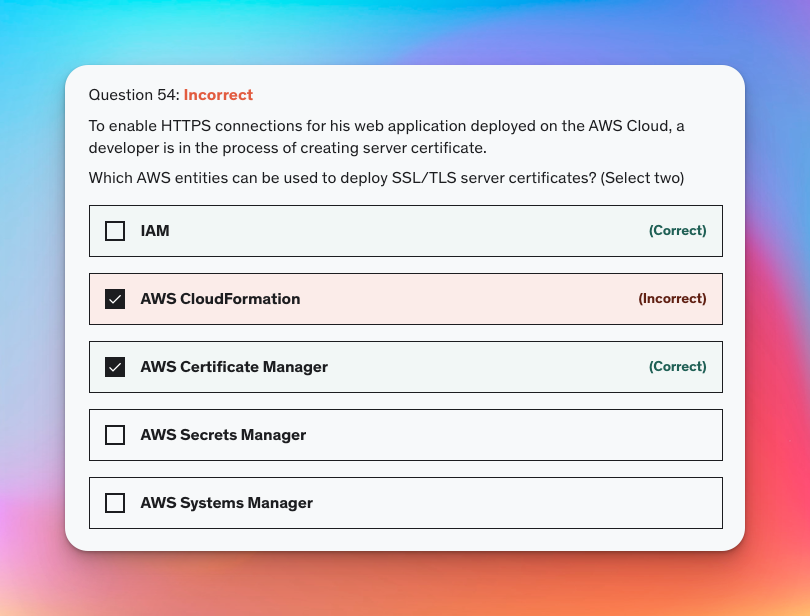 Question 54: Incorrect
To enable HTTPS connections for his web application deployed on the AWS Cloud, a
developer is in the process of creating server certificate.
Which AWS entities can be used to deploy SSL/TLS server certificates? (Select two)
IAM (Correct)
AWS CloudFormation (Incorrect)
AWS Certificate Manager (Correct)
AWS Secrets Manager
AWS Systems Manager